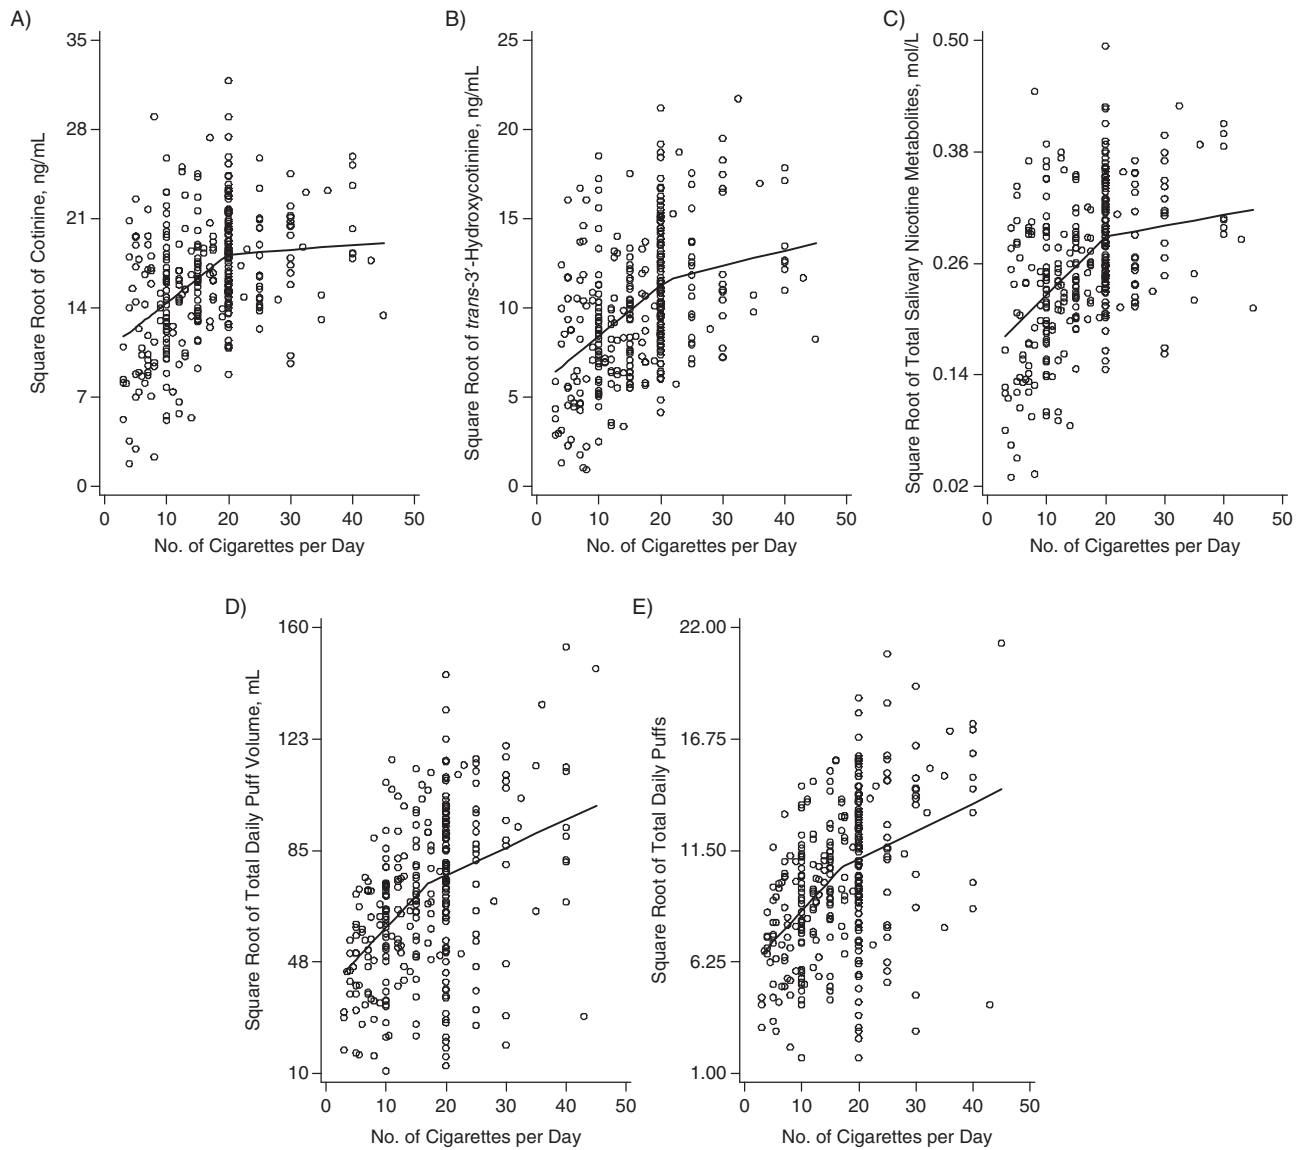 A)
35
28
21
14
7
0
Square Root of Cotinine, ng/mL
0 10 20 30 40 50
No. of Cigarettes per Day
B)
25
20
15
10
5
0
Square Root of trans-3′-Hydroxycotinine, ng/mL
0 10 20 30 40 50
No. of Cigarettes per Day
C)
0.50
0.38
0.26
0.14
0.02
Square Root of Total Salivary Nicotine Metabolites, mol/L
0 10 20 30 40 50
No. of Cigarettes per Day
D)
160
123
85
48
10
Square Root of Total Daily Puff Volume, mL
0 10 20 30 40 50
No. of Cigarettes per Day
E)
22.00
16.75
11.50
6.25
1.00
Square Root of Total Daily Puffs
0 10 20 30 40 50
No. of Cigarettes per Day